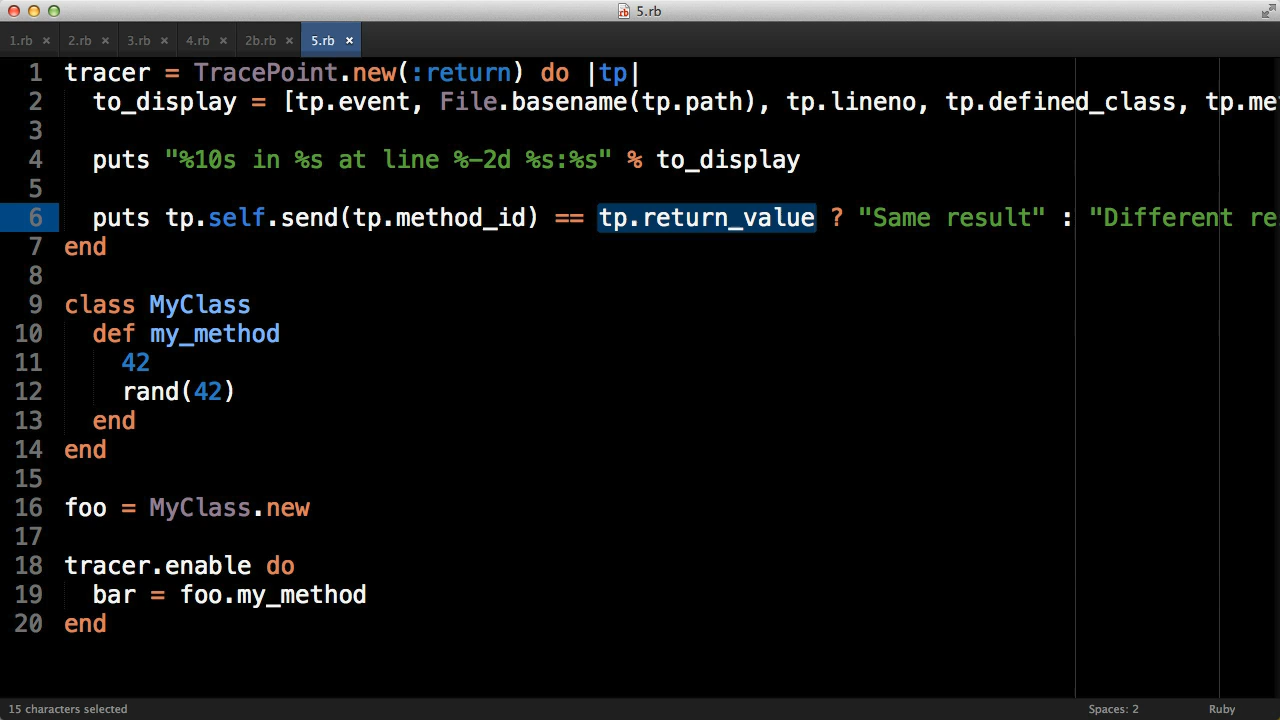 5.rb
1.rb × 2.rb × 3.rb × 4.rb × 2b.rb × 5.rb ×
1 tracer = TracePoint.new(:return) do |tp|
2   to_display = [tp.event, File.basename(tp.path), tp.lineno, tp.defined_class, tp.me
3
4   puts "%10s in %s at line %-2d %s:%s" % to_display
5
6   puts tp.self.send(tp.method_id) == tp.return_value ? "Same result" : "Different re
7 end
8
9 class MyClass
10   def my_method
11     42
12     rand(42)
13   end
14 end
15
16 foo = MyClass.new
17
18 tracer.enable do
19   bar = foo.my_method
20 end
15 characters selected Spaces: 2 Ruby